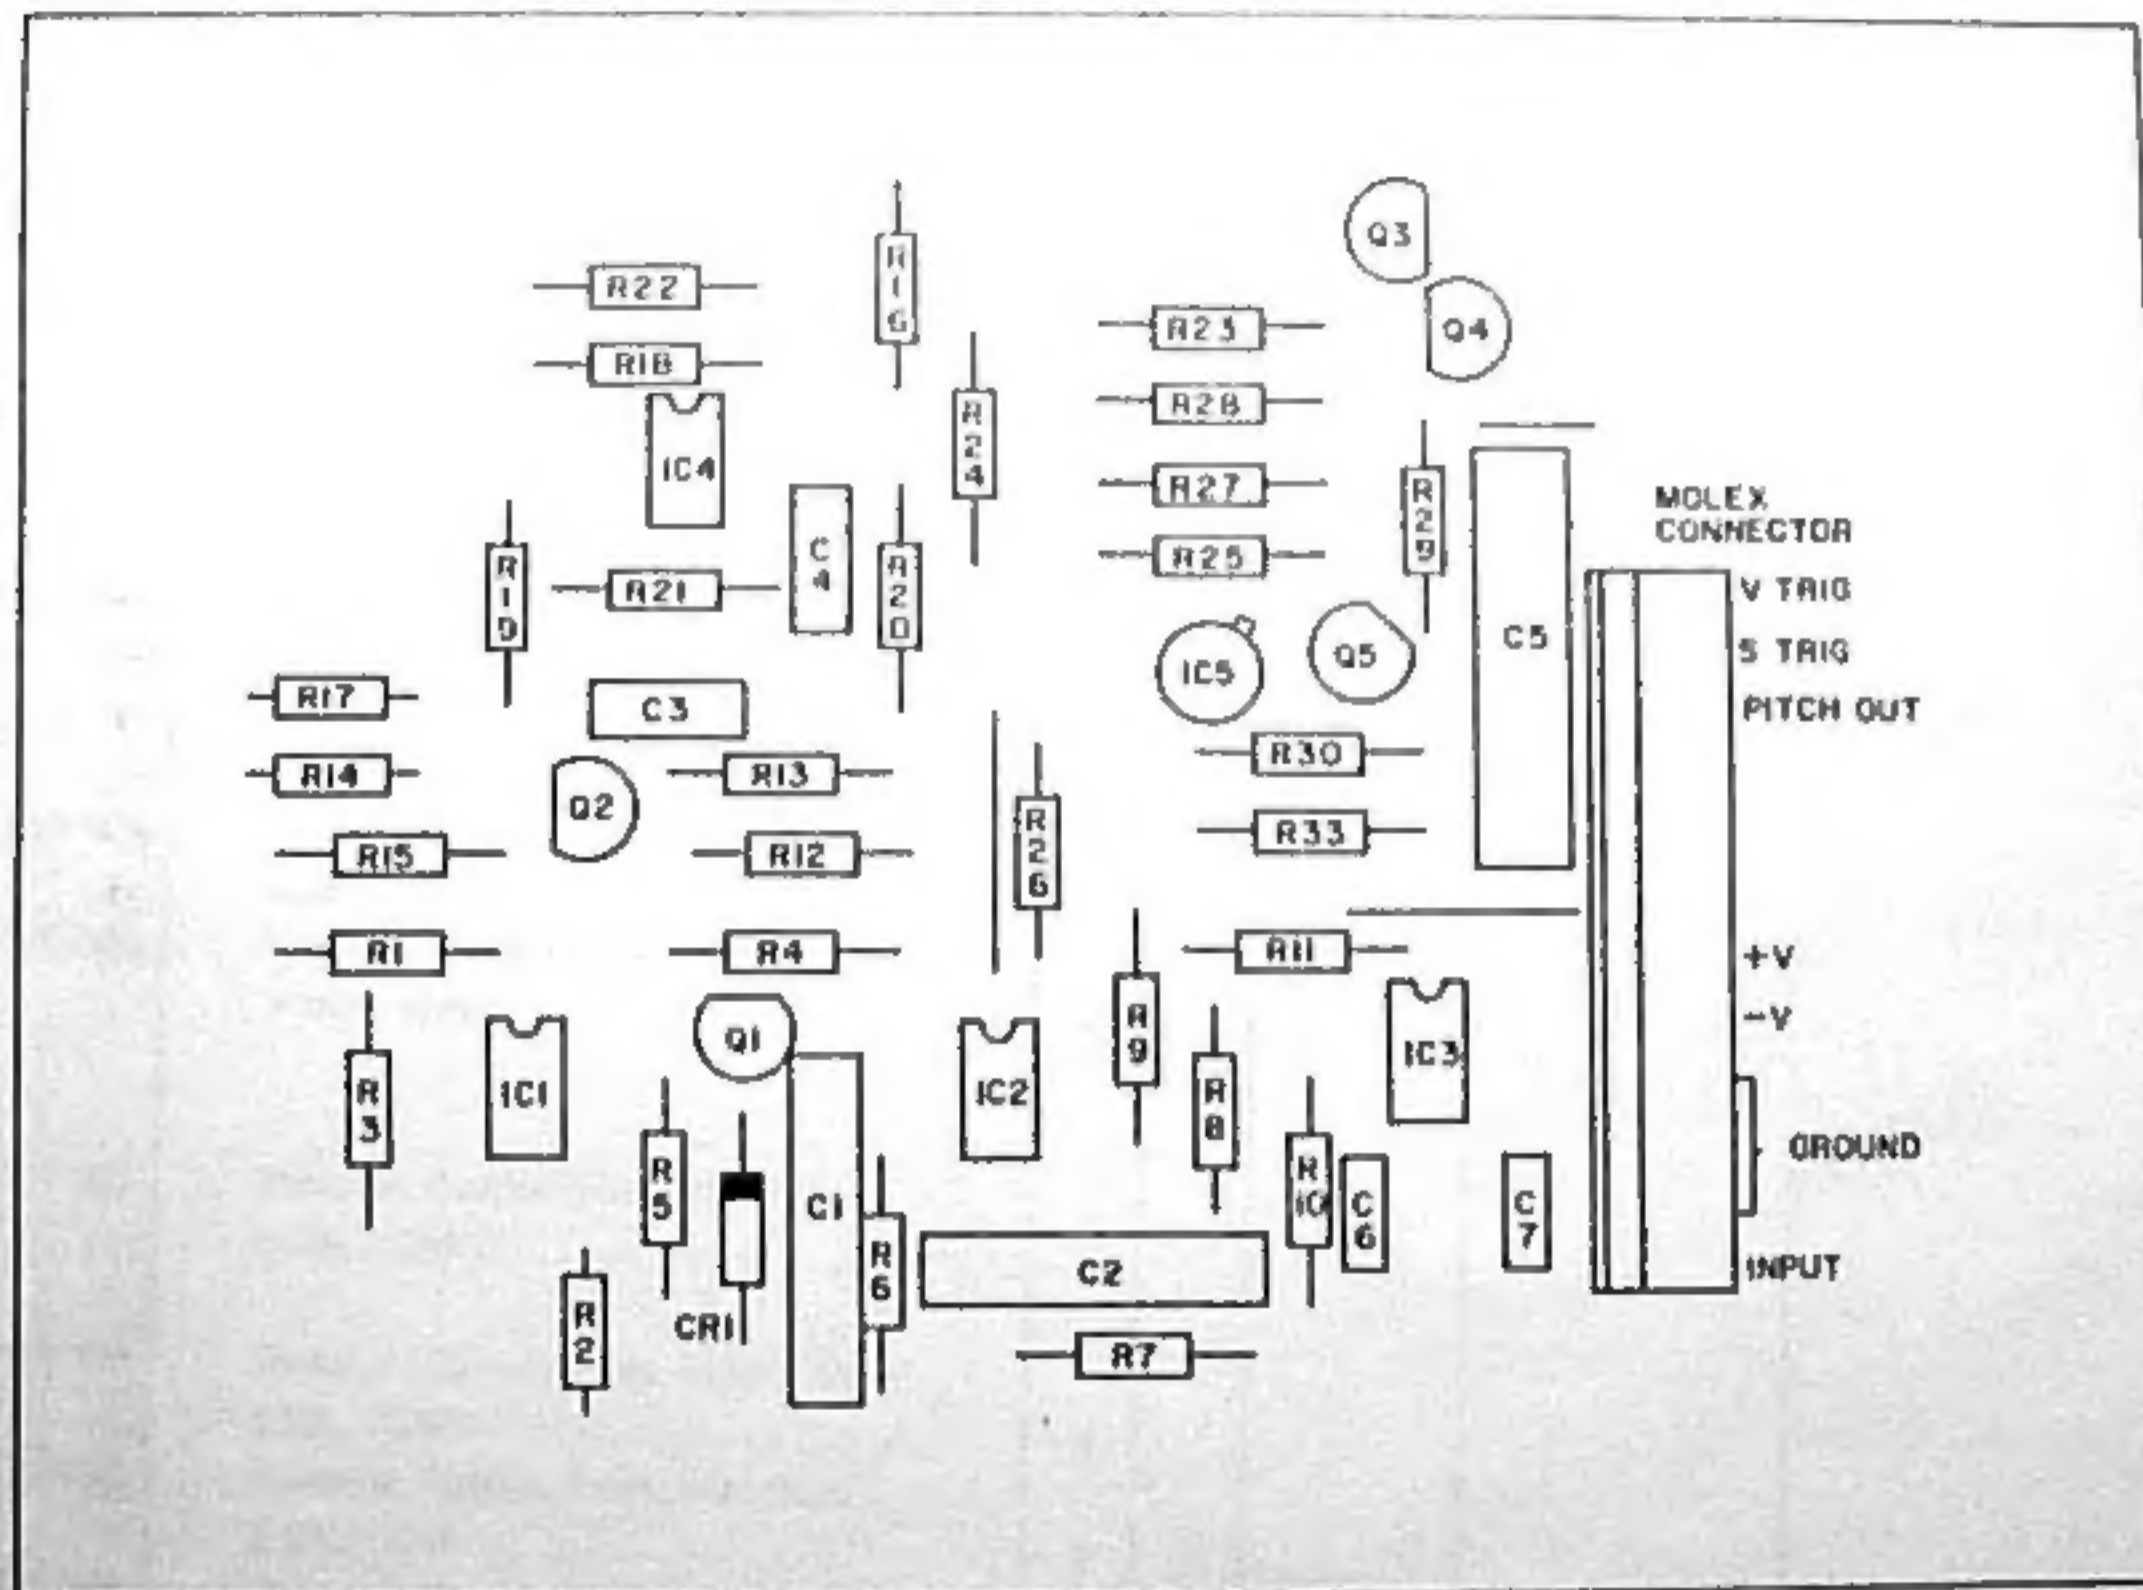 Q3
R16
R22
R23
Q4
R18
R28
R24
IC4
R27
R29
MOLEX
CONNECTOR
C4
R25
R19
R21
R20
V TRIG
C5
S TRIG
Q5
IC5
R17
C3
PITCH OUT
R30
R14
R13
Q2
R33
R15
R12
R26
R1
R4
R11
+V
-V
Q1
R9
IC3
R3
IC1
IC2
R8
GROUND
R5
C1
R10
C6
C7
R6
C2
INPUT
R2
CR1
R7